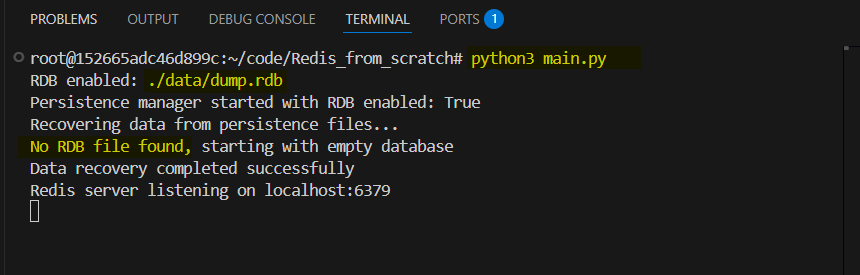 PROBLEMS OUTPUT DEBUG CONSOLE TERMINAL PORTS 1
root@152665adc46d899c:~/code/Redis_from_scratch# python3 main.py
RDB enabled: ./data/dump.rdb
Persistence manager started with RDB enabled: True
Recovering data from persistence files...
No RDB file found, starting with empty database
Data recovery completed successfully
Redis server listening on localhost:6379